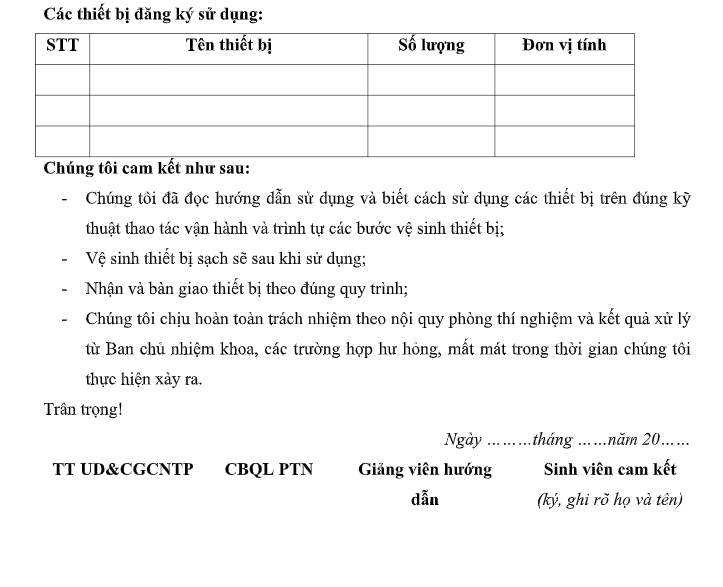 Các thiết bị đăng ký sử dụng:
STT Tên thiết bị Số lượng Đơn vị tính
Chúng tôi cam kết như sau:
- Chúng tôi đã đọc hướng dẫn sử dụng và biết cách sử dụng các thiết bị trên đúng kỹ
thuật thao tác vận hành và trình tự các bước vệ sinh thiết bị;
- Vệ sinh thiết bị sạch sẽ sau khi sử dụng;
- Nhận và bàn giao thiết bị theo đúng quy trình;
- Chúng tôi chịu hoàn toàn trách nhiệm theo nội quy phòng thí nghiệm và kết quả xử lý
từ Ban chủ nhiệm khoa, các trường hợp hư hỏng, mất mát trong thời gian chúng tôi
thực hiện xảy ra.
Trân trọng!
Ngày ………tháng ……năm 20……
TT UD&CGCNTP CBQL PTN Giảng viên hướng Sinh viên cam kết
dẫn (ký, ghi rõ họ và tên)